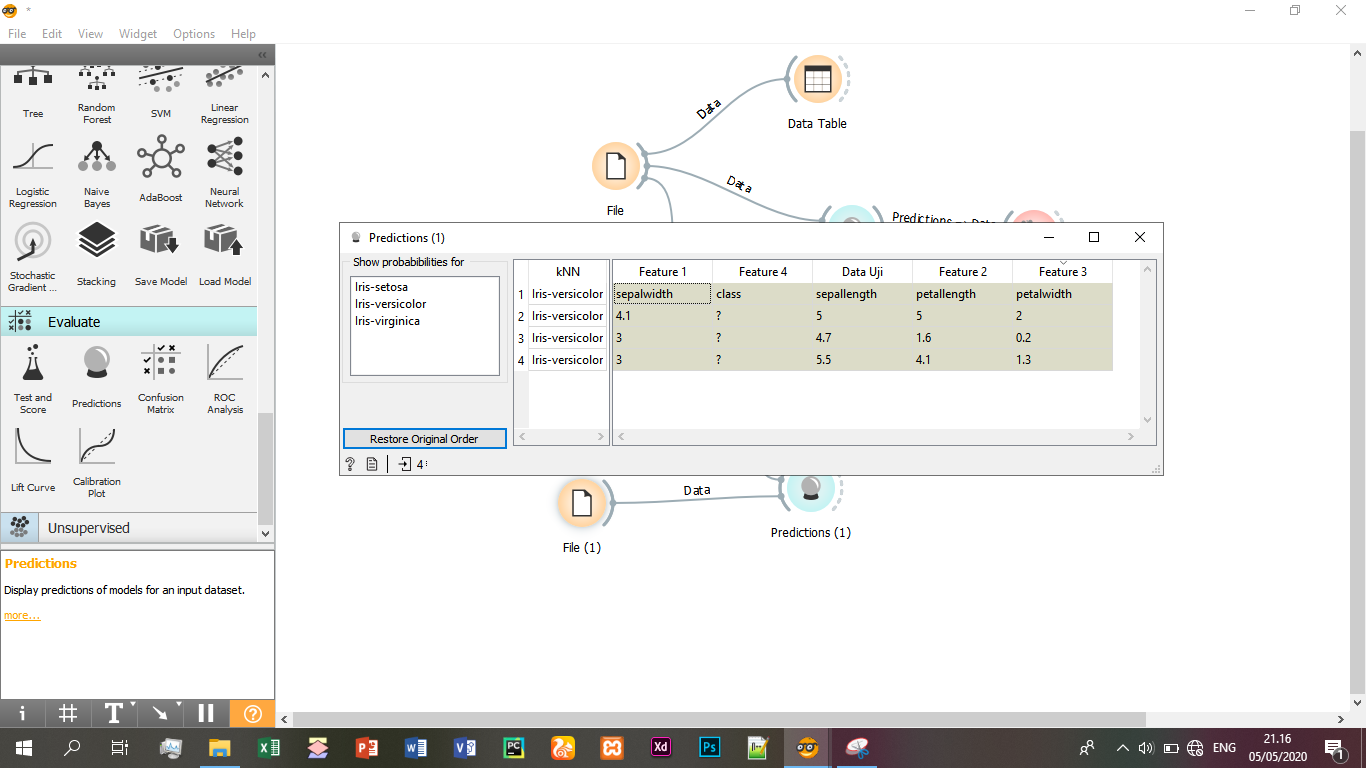 *
File Edit View Widget Options Help
Tree
Random
Forest
SVM
Linear
Regression
Logistic
Regression
Naive
Bayes
AdaBoost
Neural
Network
Stochastic
Gradient ...
Stacking
Save Model
Load Model
Evaluate
Test and
Score
Predictions
Confusion
Matrix
ROC
Analysis
Lift Curve
Calibration
Plot
Unsupervised
Predictions
Display predictions of models for an input dataset.
more...
Data
Data Table
File
Data
Predictions (1)
Show probabilities for
Iris-setosa
Iris-versicolor
Iris-virginica
Restore Original Order
4
kNN Feature 1 Feature 4 Data Uji Feature 2 Feature 3
1 Iris-versicolor sepalwidth class sepallength petallength petalwidth
2 Iris-versicolor 4.1 ? 5 5 2
3 Iris-versicolor 3 ? 4.7 1.6 0.2
4 Iris-versicolor 3 ? 5.5 4.1 1.3
Data
File (1)
Predictions (1)
ENG
21.16
05/05/2020
1